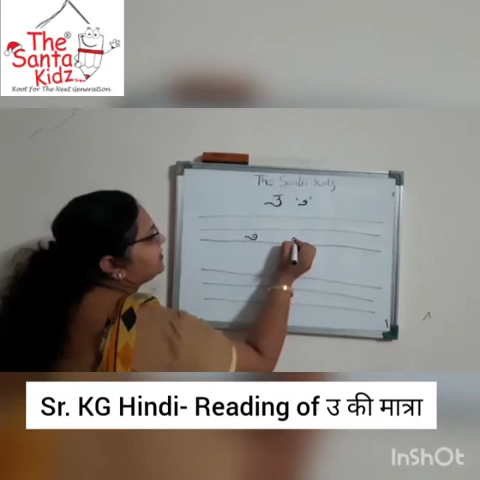 The
Santa
Kidz
Root For The Next Generation
The Santa Kidz
उ 'ु'
ु
Sr. KG Hindi- Reading of उ की मात्रा
InShOt